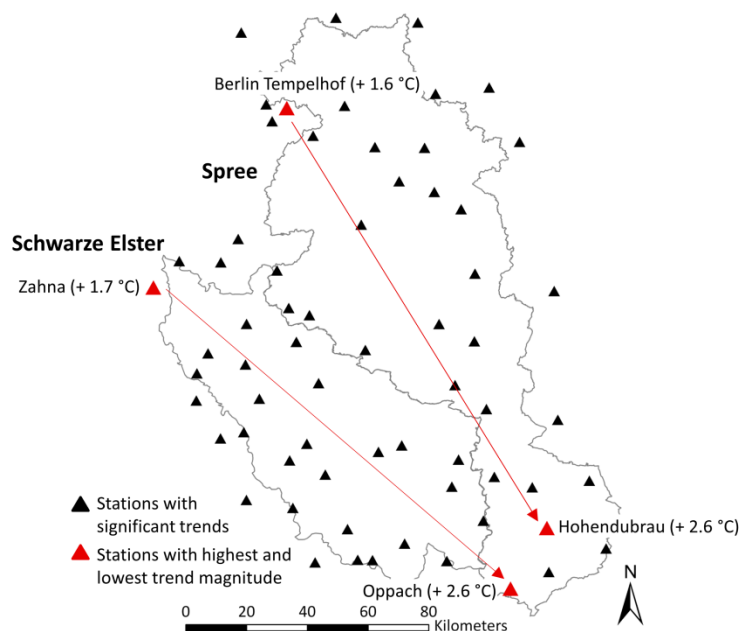 Berlin Tempelhof (+ 1.6 °C)
Spree
Schwarze Elster
Zahna (+ 1.7 °C)
Stations with
significant trends
Stations with highest and
lowest trend magnitude
Hohendubrau (+ 2.6 °C)
Oppach (+ 2.6 °C)
N
0 20 40 60 80
Kilometers